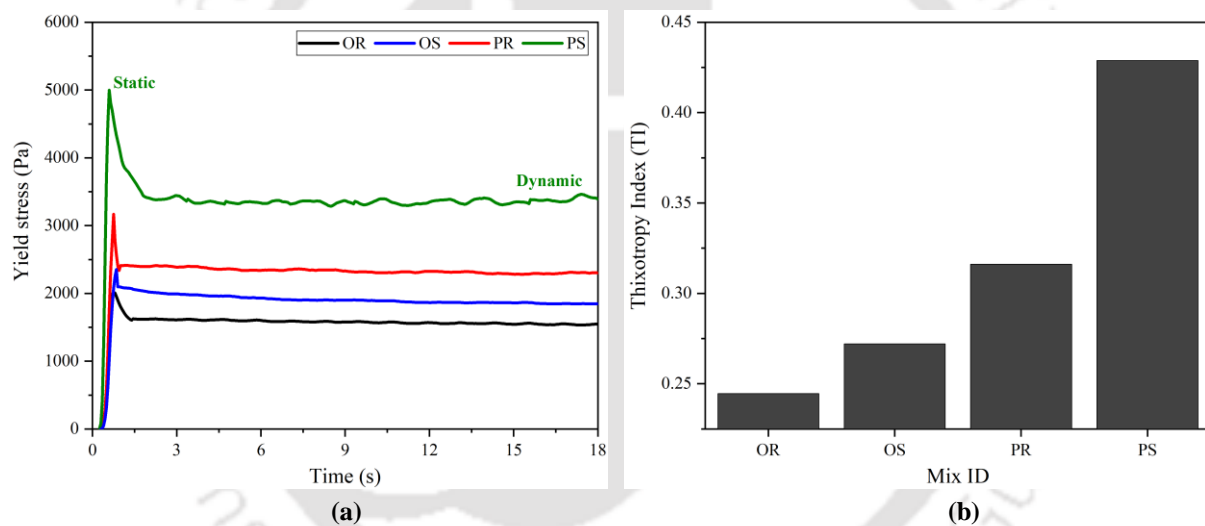 6000
5000
4000
3000
2000
1000
0
Yield stress (Pa)
OR OS PR PS
Static
Dynamic
0 3 6 9 12 15 18
Time (s)
(a)
0.45
0.40
0.35
0.30
0.25
Thixotropy Index (TI)
OR OS PR PS
Mix ID
(b)